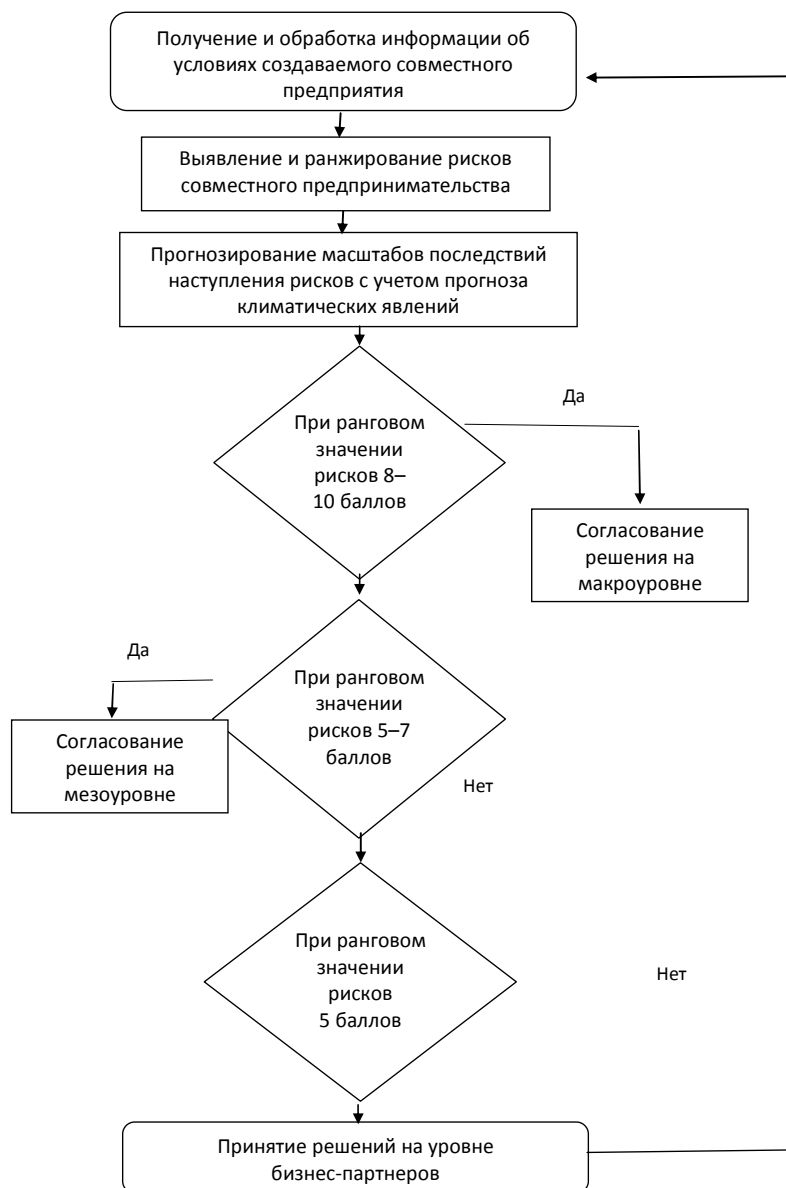 Получение и обработка информации об
условиях создаваемого совместного
предприятия
Выявление и ранжирование рисков
совместного предпринимательства
Прогнозирование масштабов последствий
наступления рисков с учетом прогноза
климатических явлений
Да
При ранговом
значении
рисков 8–
10 баллов
Согласование
решения на
макроуровне
Да
При ранговом
значении
рисков 5–7
баллов
Согласование
решения на
мезоуровне
Нет
При ранговом
значении
рисков
5 баллов
Нет
Принятие решений на уровне
бизнес-партнеров